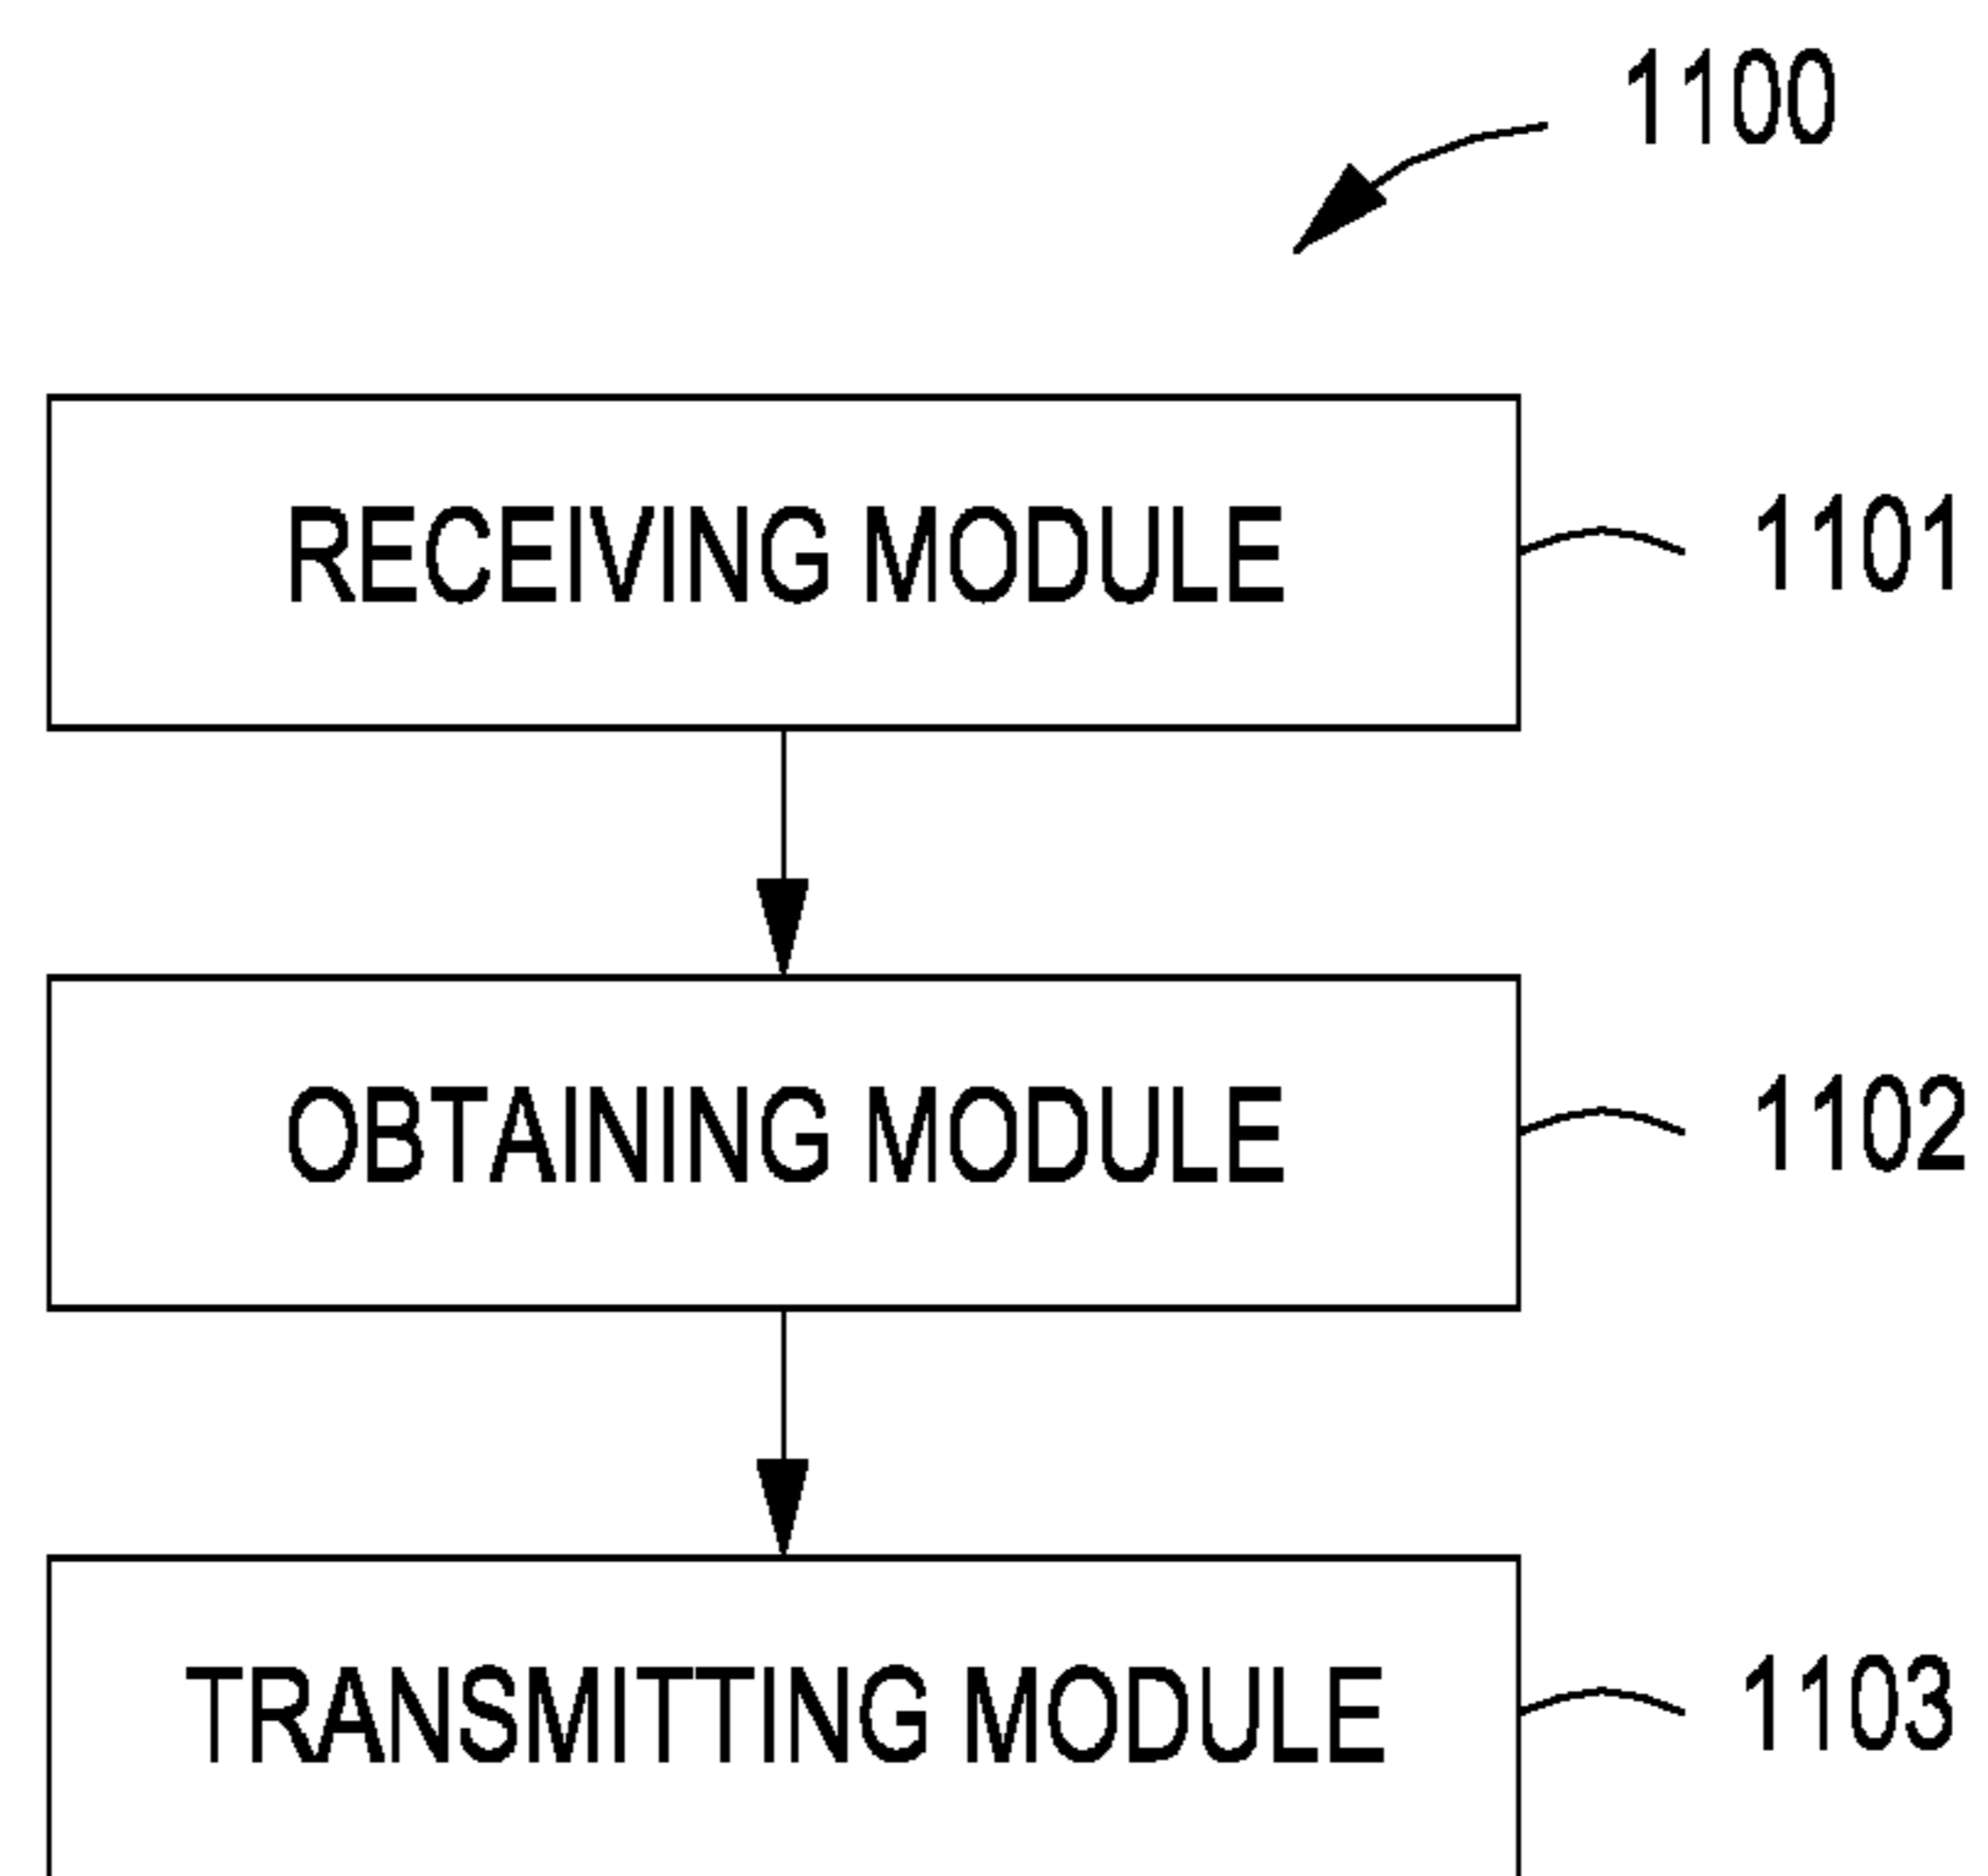 1100
RECEIVING MODULE
1101
OBTAINING MODULE
1102
TRANSMITTING MODULE
1103